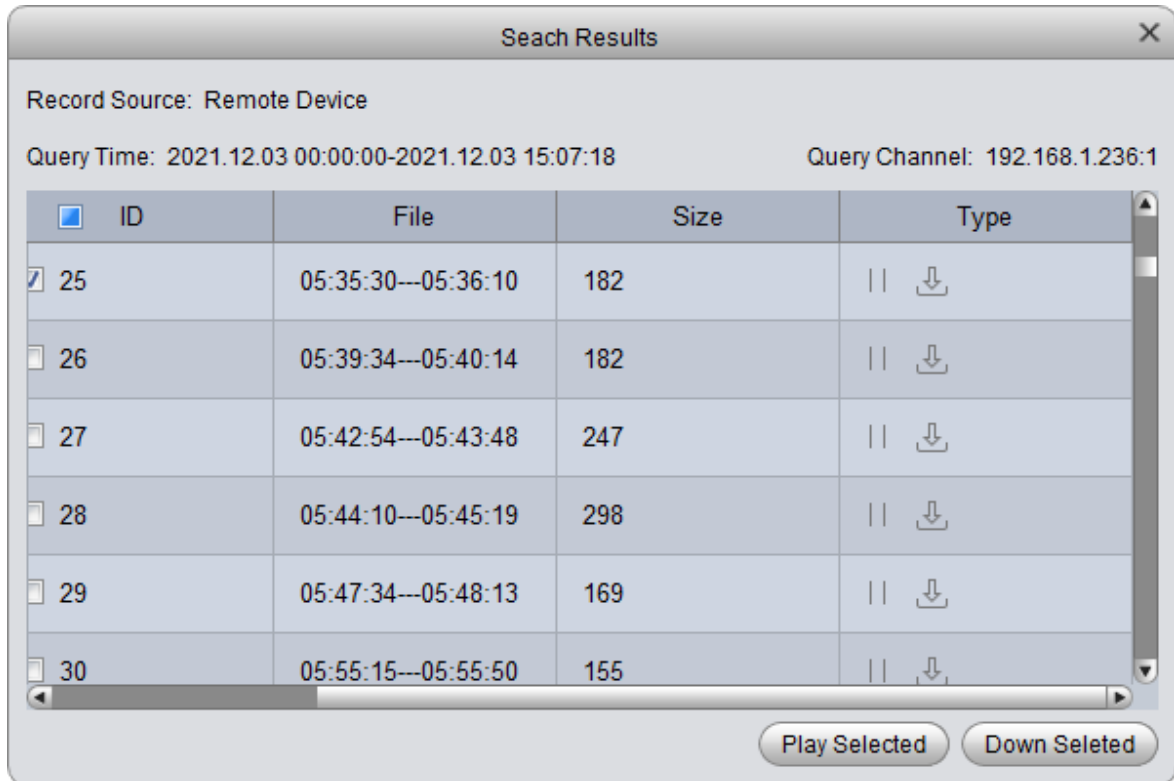 Seach Results
Record Source: Remote Device
Query Time: 2021.12.03 00:00:00-2021.12.03 15:07:18 Query Channel: 192.168.1.236:1
ID File Size Type
25 05:35:30---05:36:10 182
26 05:39:34---05:40:14 182
27 05:42:54---05:43:48 247
28 05:44:10---05:45:19 298
29 05:47:34---05:48:13 169
30 05:55:15---05:55:50 155
Play Selected Down Seleted